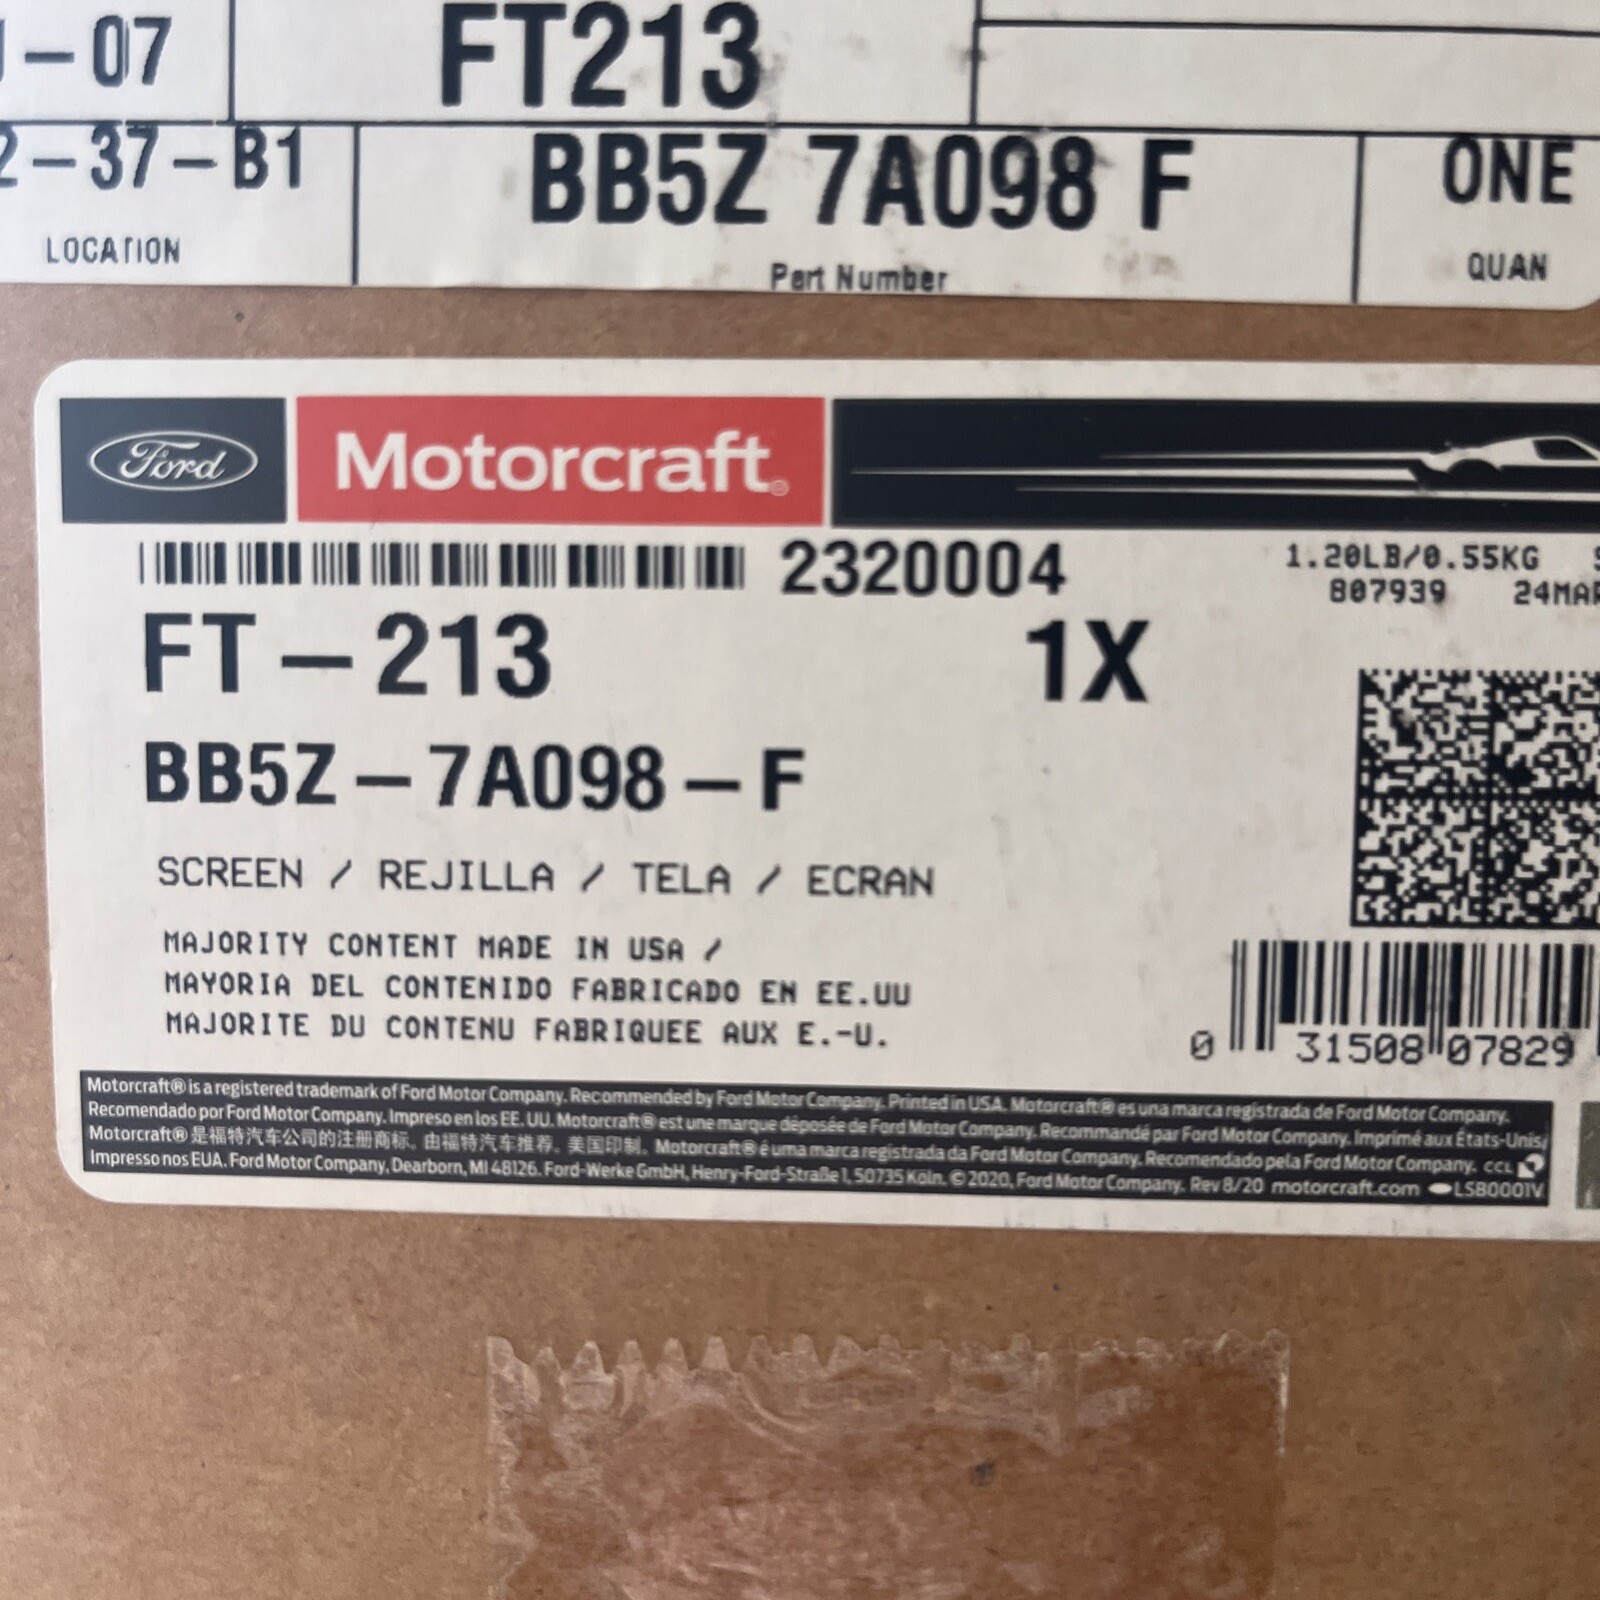 -07
FT213
2-37-B1
BB5Z 7A098 F
ONE
LOCATION
Part Number
QUAN
Ford
Motorcraft®
2320004
1.20LB/0.55KG
807939
24MAR
FT-213
1X
BB5Z-7A098-F
SCREEN / REJILLA / TELA / ECRAN
MAJORITY CONTENT MADE IN USA /
MAYORIA DEL CONTENIDO FABRICADO EN EE.UU
MAJORITE DU CONTENU FABRIQUEE AUX E.-U.
0 31508 07829
Motorcraft® is a registered trademark of Ford Motor Company. Recommended by Ford Motor Company. Printed in USA. Motorcraft® es una marca registrada de Ford Motor Company.
Recomendado por Ford Motor Company. Impreso en los EE. UU. Motorcraft® est une marque déposée de Ford Motor Company. Recommandé par Ford Motor Company. Imprimé aux États-Unis.
Motorcraft® 是福特汽车公司的注册商标。由福特汽车推荐。美国印制。Motorcraft® é uma marca registrada da Ford Motor Company. Recomendado pela Ford Motor Company. CCL
Impresso nos EUA. Ford Motor Company, Dearborn, MI 48126. Ford-Werke GmbH, Henry-Ford-Straße 1, 50735 Köln. © 2020, Ford Motor Company. Rev 8/20 motorcraft.com LSB0001V